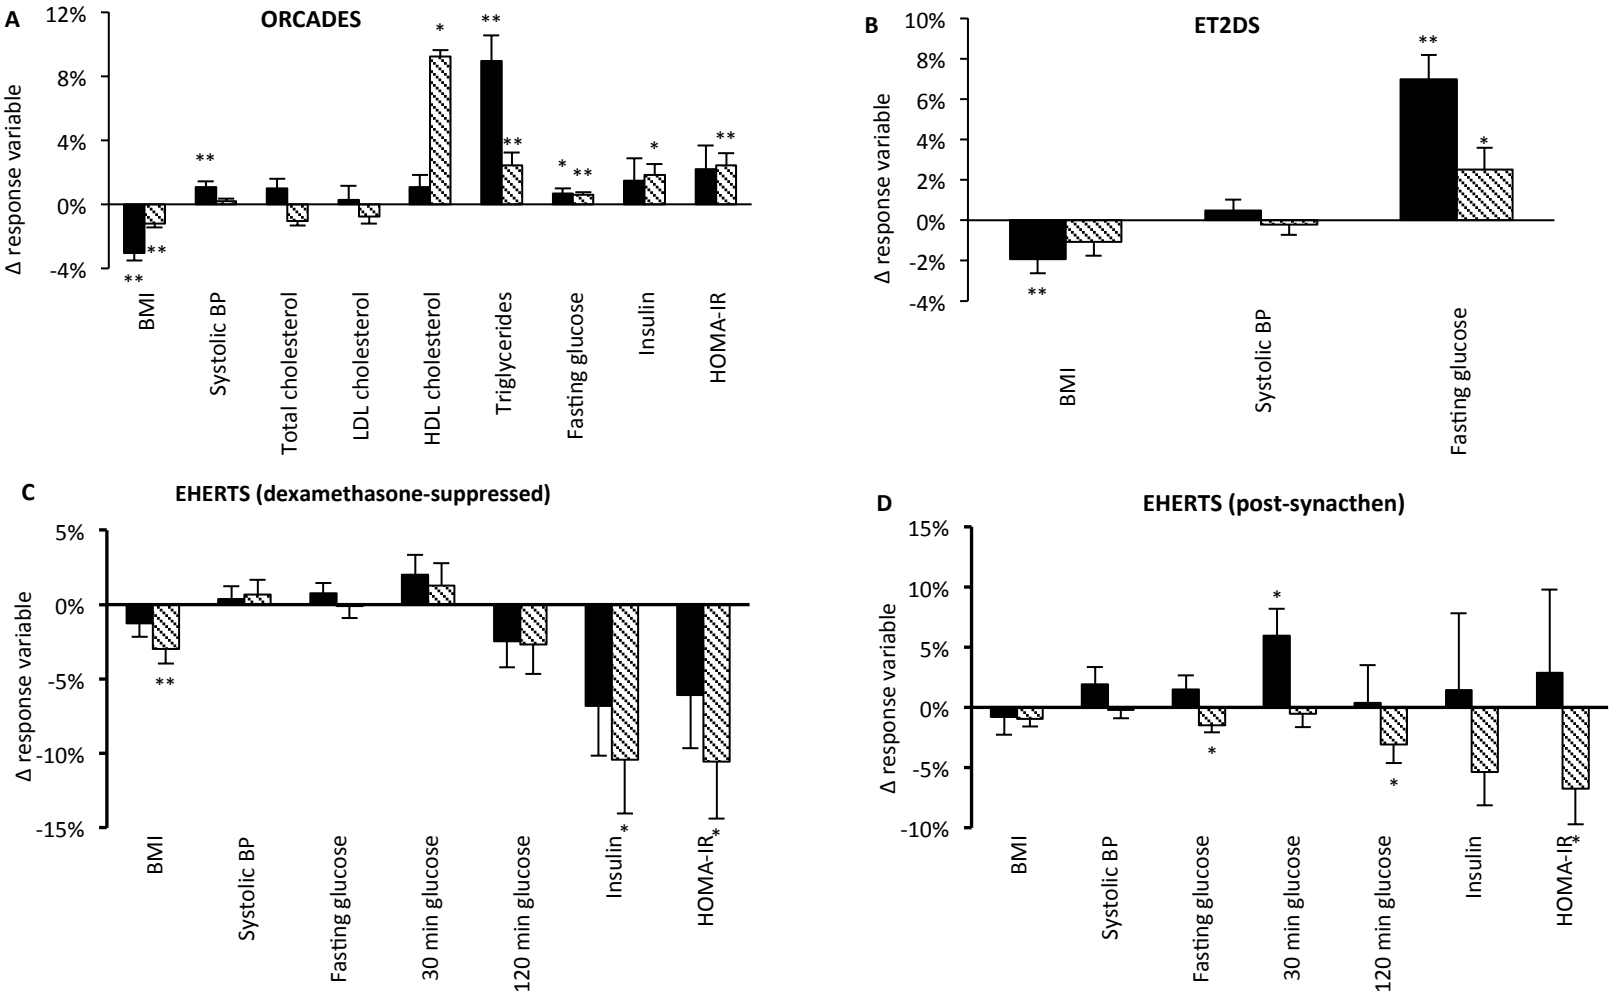 A
ORCADES
12%
8%
4%
0%
-4%
Δ response variable
** ** ** * ** ** * ** * **
BMI
Systolic BP
Total cholesterol
LDL cholesterol
HDL cholesterol
Triglycerides
Fasting glucose
Insulin
HOMA-IR
B
ET2DS
10%
8%
6%
4%
2%
0%
-2%
-4%
Δ response variable
** ** *
BMI
Systolic BP
Fasting glucose
C
EHERTS (dexamethasone-suppressed)
5%
0%
-5%
-10%
-15%
Δ response variable
** * *
BMI
Systolic BP
Fasting glucose
30 min glucose
120 min glucose
Insulin
HOMA-IR
D
EHERTS (post-synacthen)
15%
10%
5%
0%
-5%
-10%
Δ response variable
* * * *
BMI
Systolic BP
Fasting glucose
30 min glucose
120 min glucose
Insulin
HOMA-IR